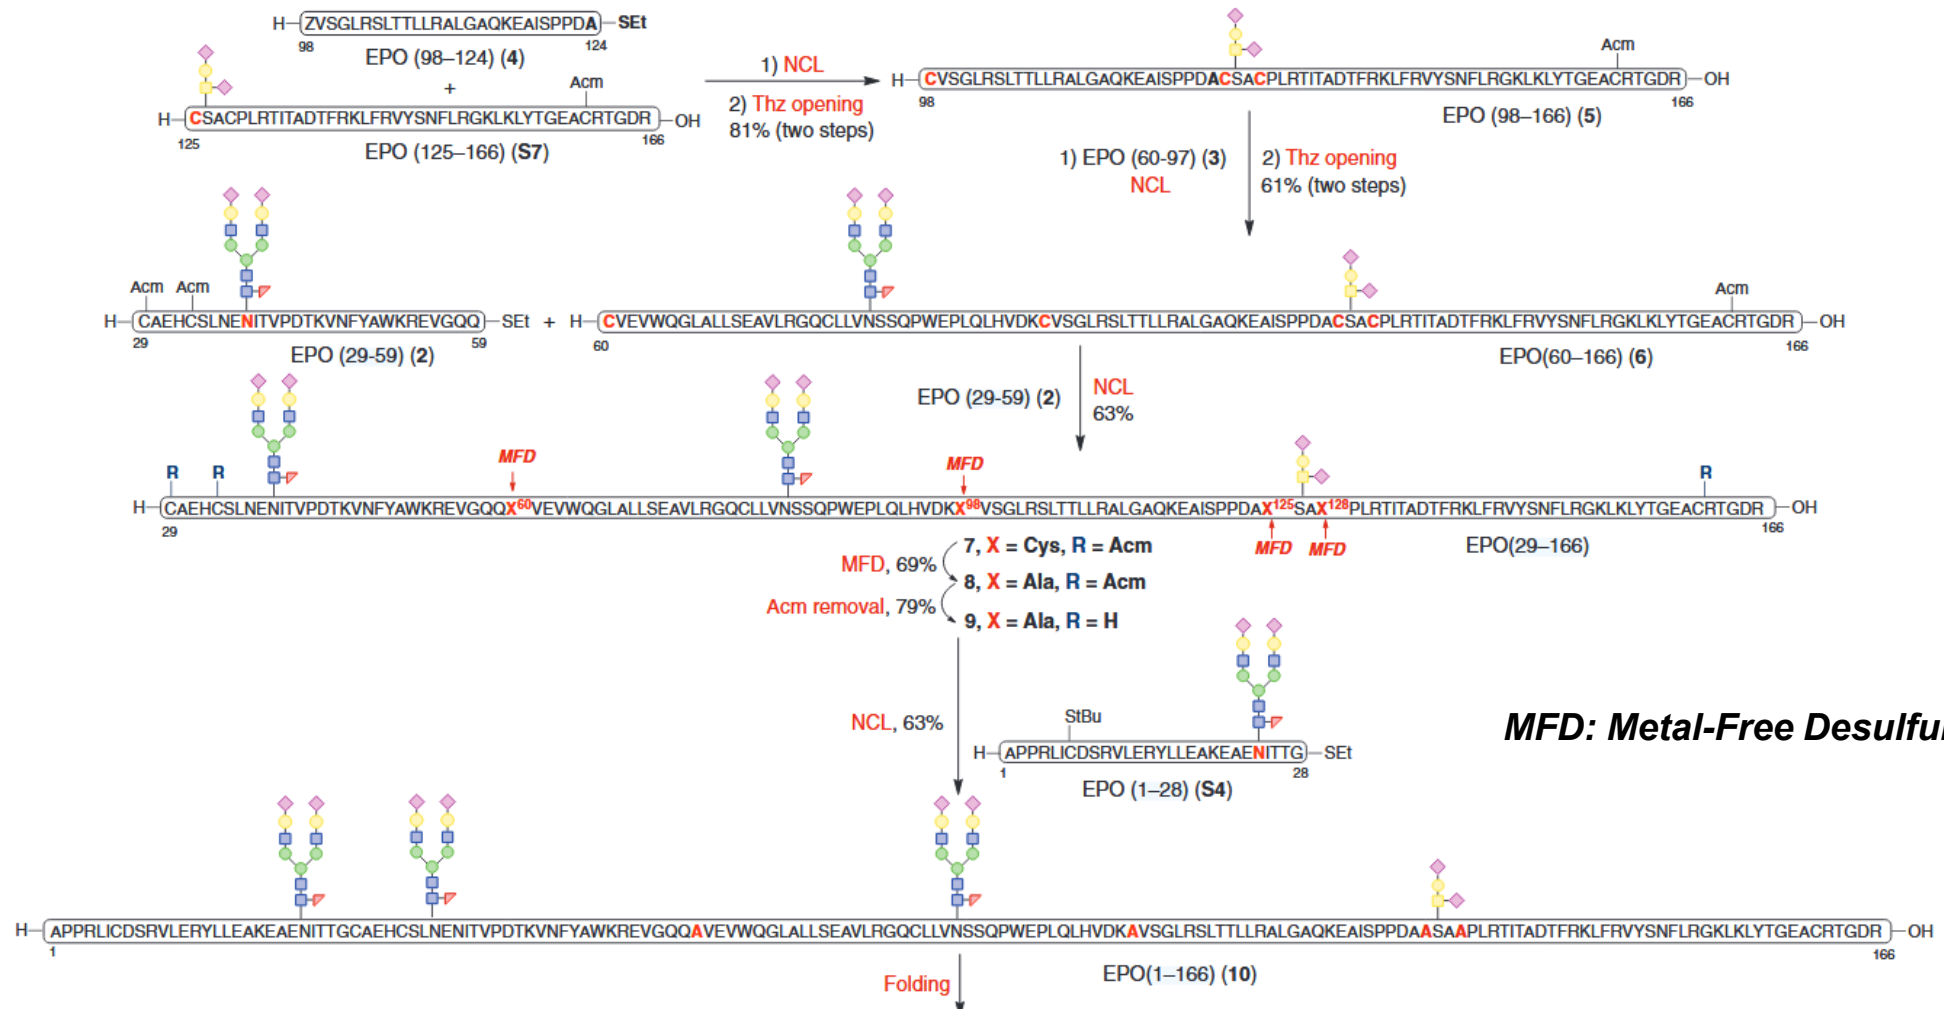 H–ZVSGLRSLTTLLRALGAQKEAISPPDA–SEt
98 124
EPO (98–124) (4)
+
Acm
H–CSACPLRTITADTFRKLFRVYSNFLRGKLKLYTGEACRTGDR–OH
125 166
EPO (125–166) (S7)
1) NCL
2) Thz opening
81% (two steps)
Acm
H–CVSGLRSLTTLLRALGAQKEAISPPDACSACPLRTITADTFRKLFRVYSNFLRGKLKLYTGEACRTGDR–OH
98 166
EPO (98–166) (5)
1) EPO (60-97) (3) 2) Thz opening
NCL 61% (two steps)
Acm Acm
H–CAEHCSLNENITVPDTKVNFYAWKREVGQQ–SEt
29 59
EPO (29-59) (2)
+
Acm
H–CVEVWQGLALLSEAVLRGQCLLVNSSQPWEPLQLHVDKCVSGLRSLTTLLRALGAQKEAISPPDACSACPLRTITADTFRKLFRVYSNFLRGKLKLYTGEACRTGDR–OH
60 166
EPO(60–166) (6)
EPO (29-59) (2) NCL
63%
R R MFD MFD R
H–CAEHCSLNENITVPDTKVNFYAWKREVGQQX60VEVWQGLALLSEAVLRGQCLLVNSSQPWEPLQLHVDKX98VSGLRSLTTLLRALGAQKEAISPPDAX125SAX128PLRTITADTFRKLFRVYSNFLRGKLKLYTGEACRTGDR–OH
29 166
MFD MFD
EPO(29–166)
7, X = Cys, R = Acm
MFD, 69%
8, X = Ala, R = Acm
Acm removal, 79%
9, X = Ala, R = H
NCL, 63%
StBu
H–APPRLICDSRVLERYLLEAKEAENITTG–SEt
1 28
EPO (1–28) (S4)
MFD: Metal-Free Desulfu
H–APPRLICDSRVLERYLLEAKEAENITTGCAEHCSLNENITVPDTKVNFYAWKREVGQQAVEVWQGLALLSEAVLRGQCLLVNSSQPWEPLQLHVDKAVSGLRSLTTLLRALGAQKEAISPPDAASAAPLRTITADTFRKLFRVYSNFLRGKLKLYTGEACRTGDR–OH
1 166
EPO(1–166) (10)
Folding